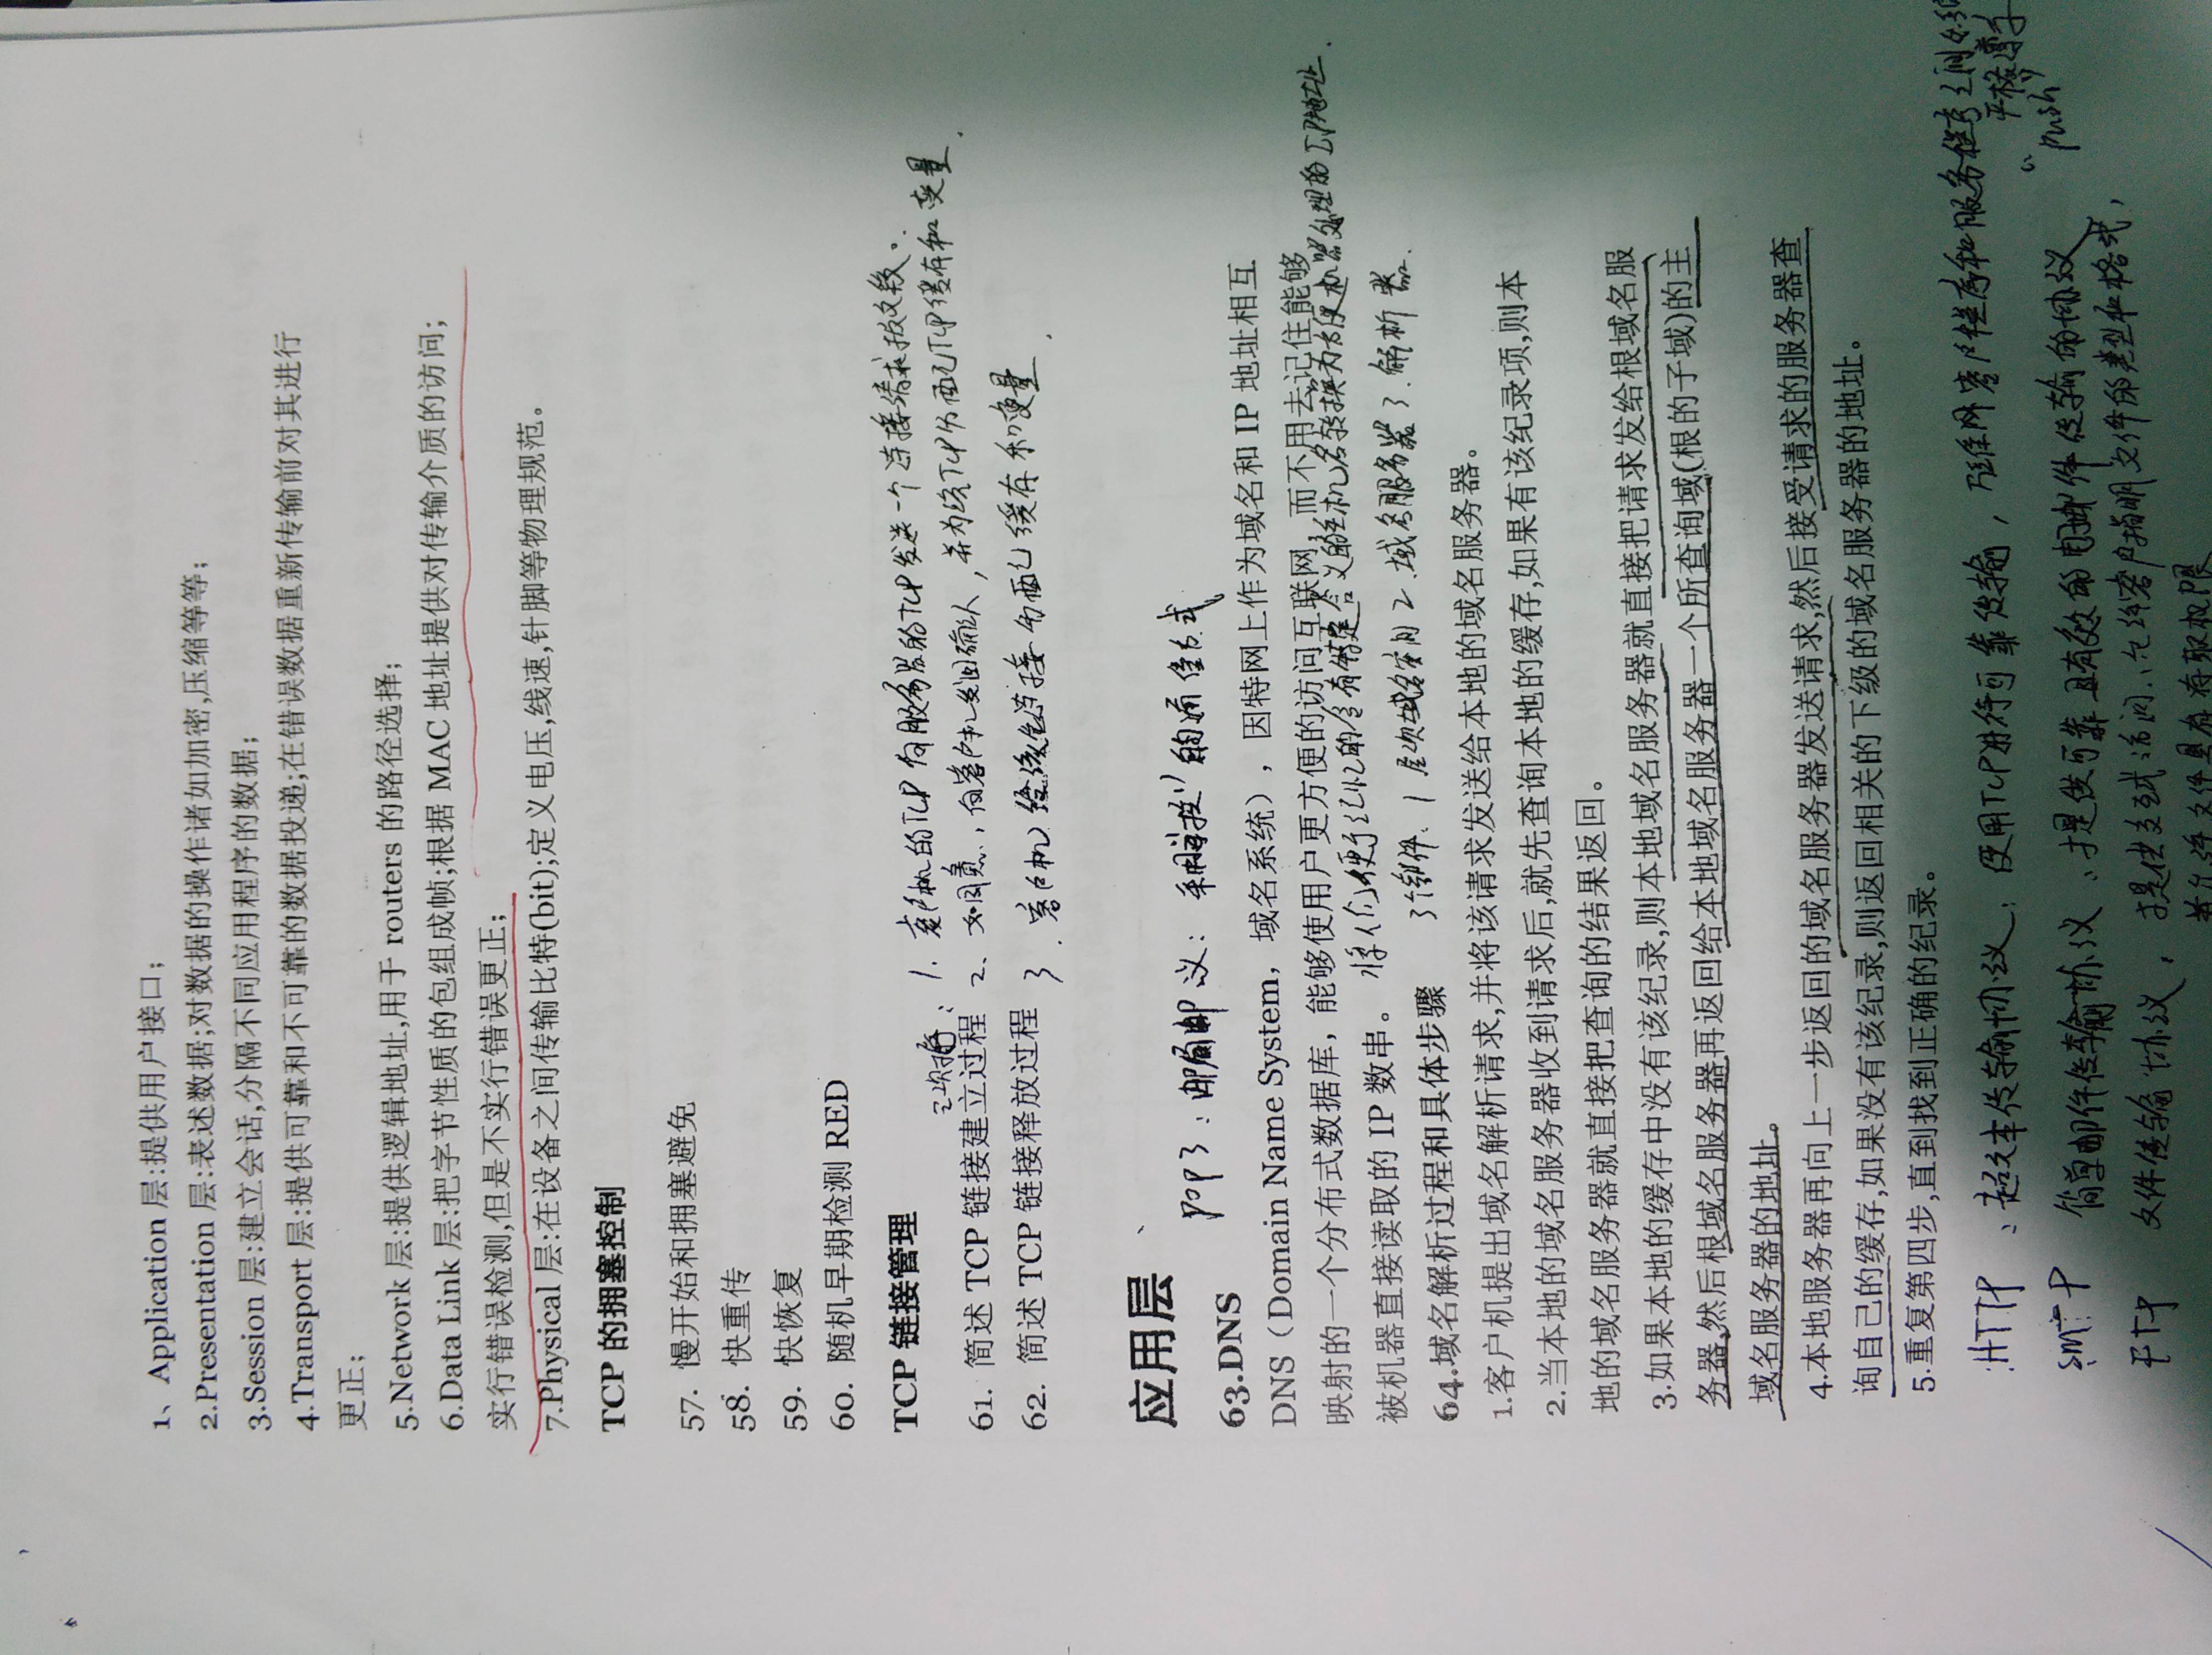 1、Application 层:提供用户接口;
2.Presentation 层:表述数据;对数据的操作诸如加密,压缩等等;
3.Session 层:建立会话,分隔不同应用程序的数据;
4.Transport 层:提供可靠和不可靠的数据投递;在错误数据重新传输前对其进行
更正;
5.Network 层:提供逻辑地址,用于 routers 的路径选择;
6.Data Link 层:把字节性质的包组成帧;根据 MAC 地址提供对传输介质的访问;
实行错误检测,但是不实行错误更正;
7.Physical 层:在设备之间传输比特(bit);定义电压,线速,针脚等物理规范。
TCP 的拥塞控制
57. 慢开始和拥塞避免
58. 快重传
59. 快恢复
60. 随机早期检测 RED
TCP 链接管理
三次握手: 1. 客户机的TCP 向服务器的TCP 发送一个连接请求报文段。
61. 简述 TCP 链接建立过程
2、如同意,向客户机发回确认,并为该TCP分配TCP缓存和变量.
62. 简述 TCP 链接释放过程
3. 客户机给该连接分配缓存和变量.
应用层
POP3:邮局协议:采用 的通信方式
63.DNS
DNS（Domain Name System，域名系统），因特网上作为域名和 IP 地址相互
映射的一个分布式数据库，能够使用户更方便的访问互联网，而不用去记住能够
被机器直接读取的 IP 数串。
将人们便于记忆的含有特定含义的主机名转换为方便机器处理的IP地址.
3个部件:1 层次域名空间 2.域名服务器 3.解析器.
64.域名解析过程和具体步骤
1.客户机提出域名解析请求,并将该请求发送给本地的域名服务器。
2.当本地的域名服务器收到请求后,就先查询本地的缓存,如果有该纪录项,则本
地的域名服务器就直接把查询的结果返回。
3.如果本地的缓存中没有该纪录,则本地域名服务器就直接把请求发给根域名服
务器,然后根域名服务器再返回给本地域名服务器一个所查询域(根的子域)的主
域名服务器的地址。
4.本地服务器再向上一步返回的域名服务器发送请求,然后接受请求的服务器查
询自己的缓存,如果没有该纪录,则返回相关的下级的域名服务器的地址。
5.重复第四步,直到找到正确的纪录。
HTTP:超文本传输协议:使用TCP进行可靠传输,万维网客户程序和服务程序之间
严格遵守
SMTP 简单邮件传输协议、提供可靠且有效的电子邮件传输的协议 "push"
FTP 文件传输协议,提供交互式访问、允许客户指明文件的类型和格式,
并允许文件具有存取权限